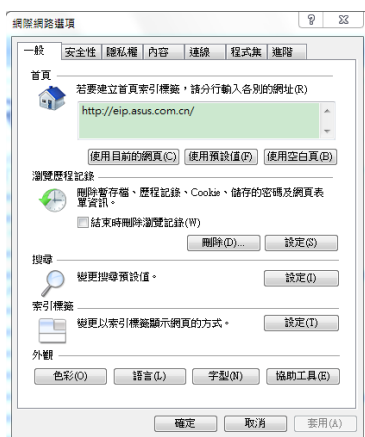 網際網路選項
一般 安全性 隱私權 內容 連線 程式集 進階
首頁
若要建立首頁索引標籤，請分行輸入各別的網址(R)
http://eip.asus.com.cn/
使用目前的網頁(C) 使用預設值(F) 使用空白頁(B)
瀏覽歷程記錄
刪除暫存檔、歷程記錄、Cookie、儲存的密碼及網頁表
單資訊。
結束時刪除瀏覽記錄(W)
刪除(D)... 設定(S)
搜尋
變更搜尋預設值。 設定(I)
索引標籤
變更以索引標籤顯示網頁的方式。 設定(T)
外觀
色彩(O) 語言(L) 字型(N) 協助工具(E)
確定 取消 套用(A)